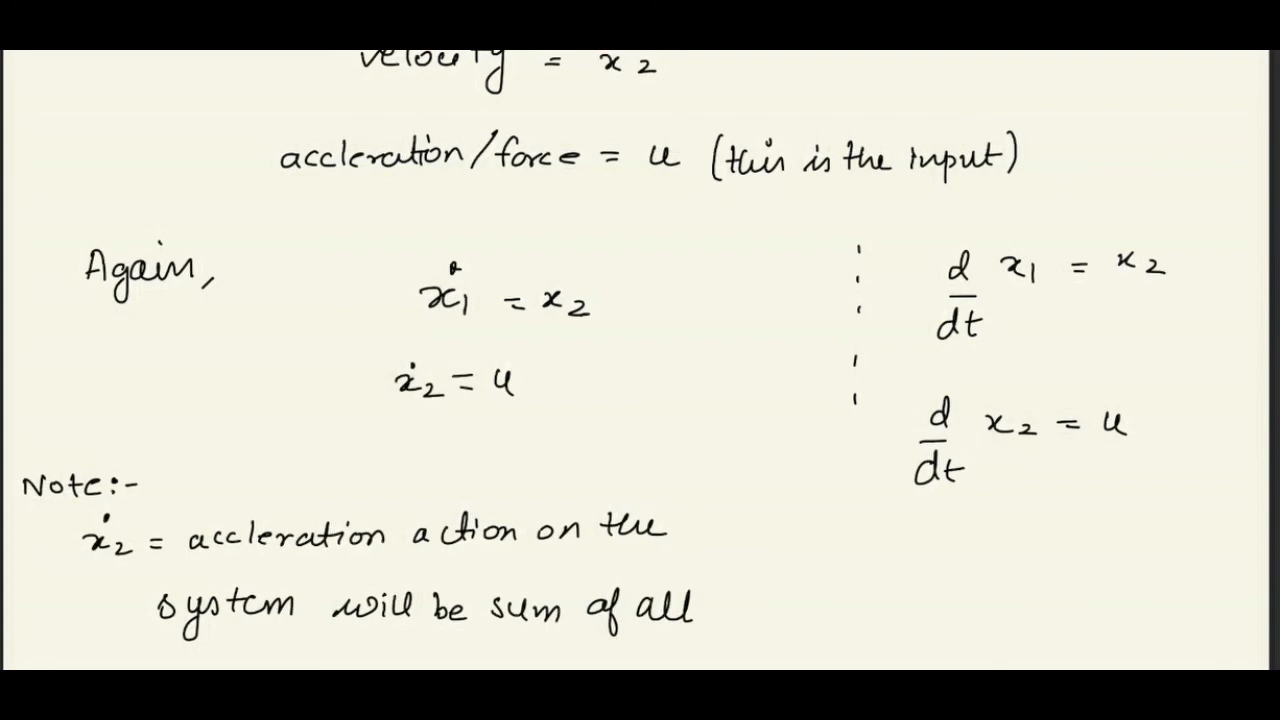 velocity = x2
accleration/force = u (this is the input)
Again,
ẋ1 = x2
ẋ2 = u
d/dt x1 = x2
d/dt x2 = u
Note:-
ẋ2 = accleration action on the
system will be sum of all